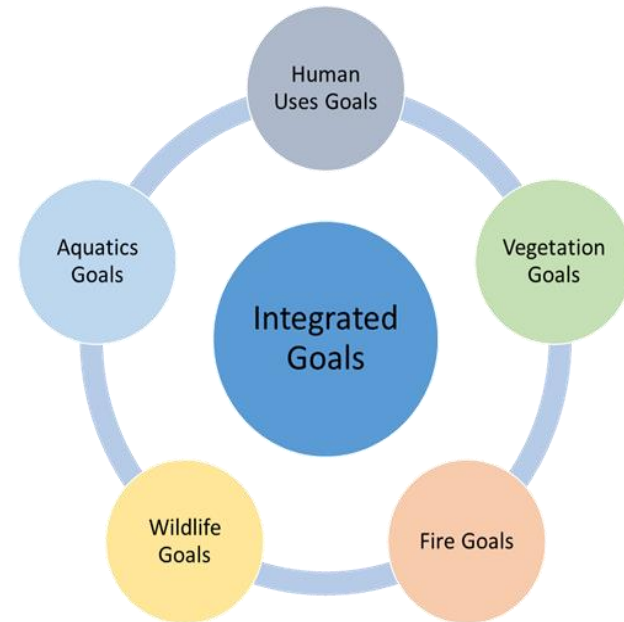 Human
Uses Goals
Aquatics
Goals
Vegetation
Goals
Integrated
Goals
Wildlife
Goals
Fire Goals